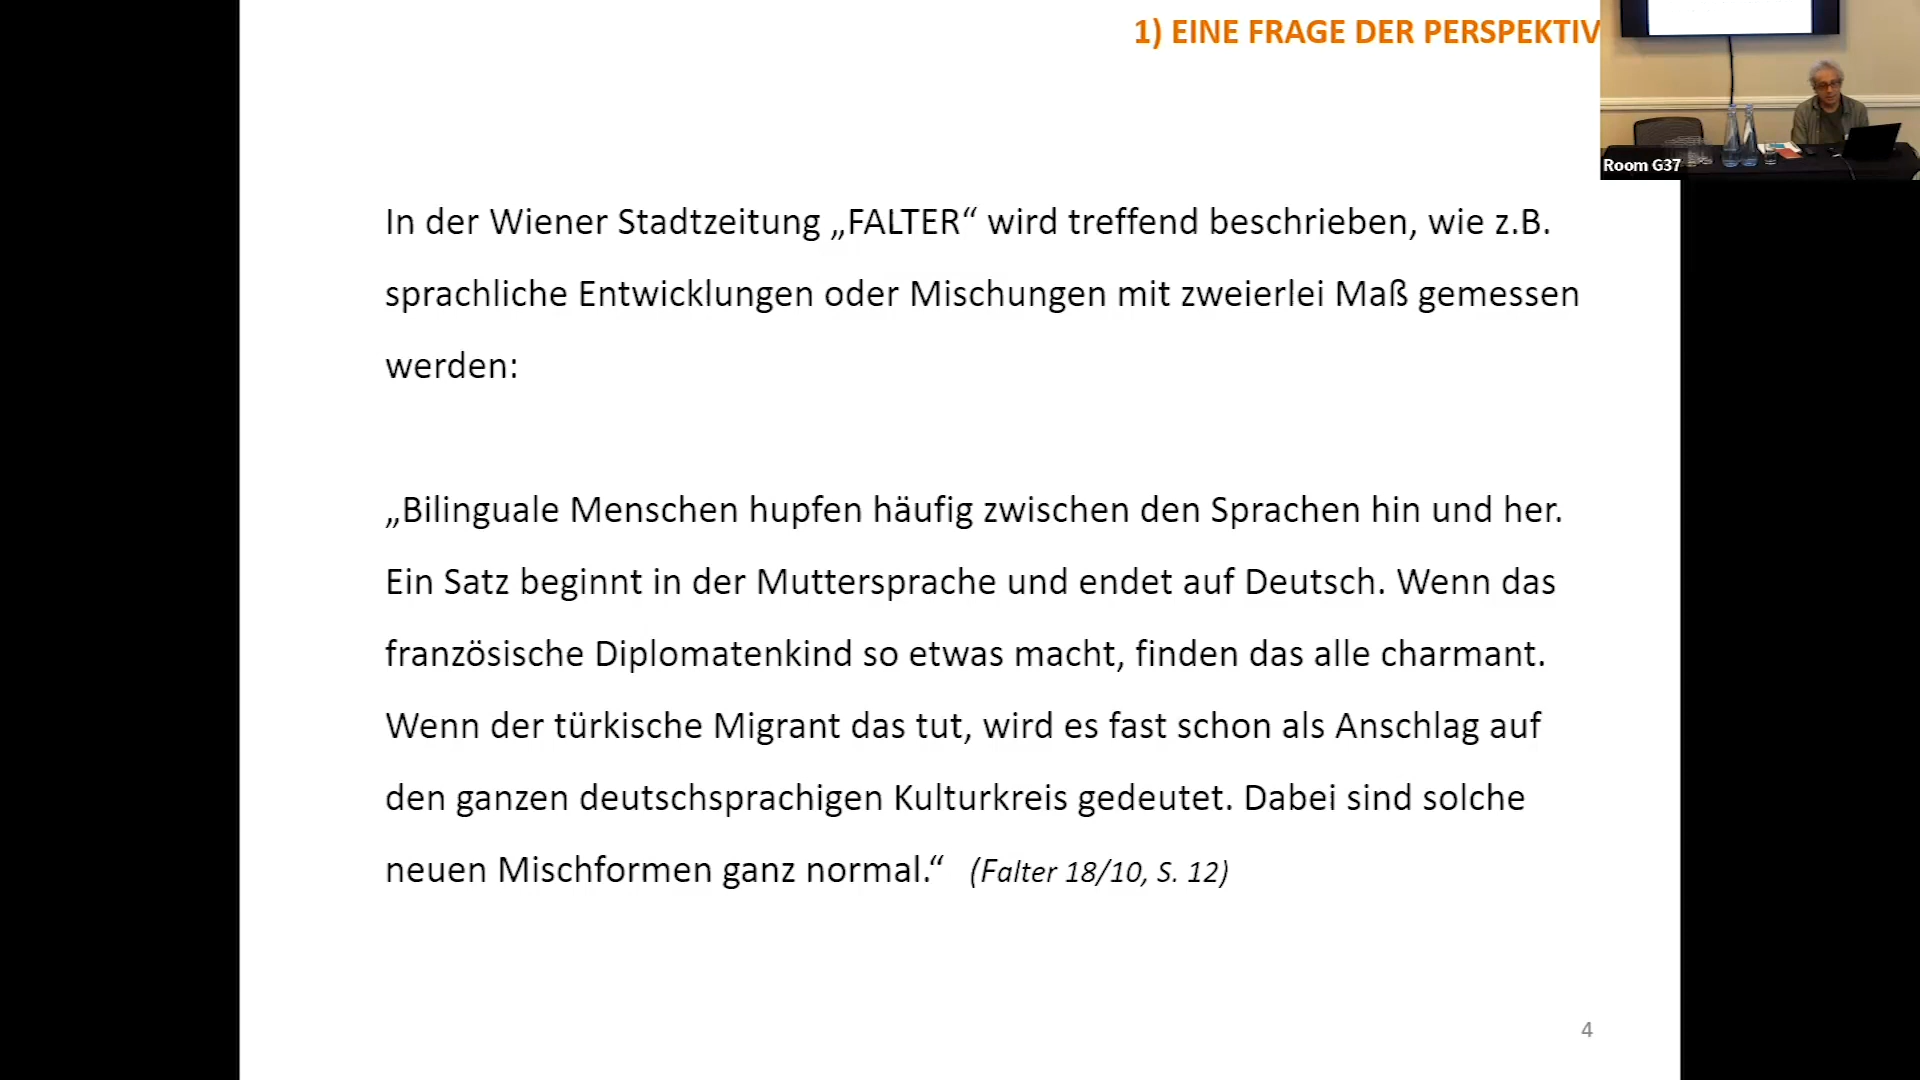 1) EINE FRAGE DER PERSPEKTIV
Room G37
In der Wiener Stadtzeitung „FALTER“ wird treffend beschrieben, wie z.B.
sprachliche Entwicklungen oder Mischungen mit zweierlei Maß gemessen
werden:
„Bilinguale Menschen hupfen häufig zwischen den Sprachen hin und her.
Ein Satz beginnt in der Muttersprache und endet auf Deutsch. Wenn das
französische Diplomatenkind so etwas macht, finden das alle charmant.
Wenn der türkische Migrant das tut, wird es fast schon als Anschlag auf
den ganzen deutschsprachigen Kulturkreis gedeutet. Dabei sind solche
neuen Mischformen ganz normal.“ (Falter 18/10, S. 12)
4